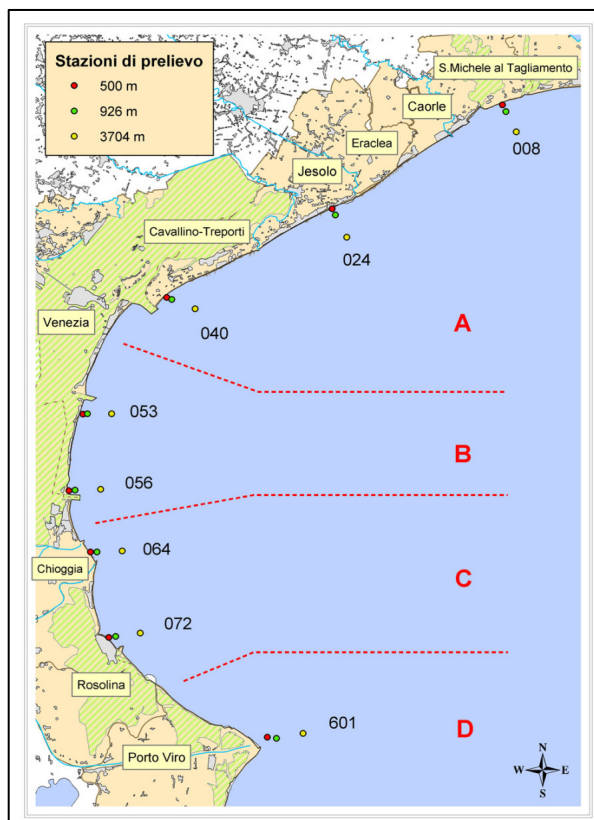 Stazioni di prelievo
500 m
926 m
3704 m
S.Michele al Tagliamento
Caorle
Eraclea
008
Jesolo
Cavallino-Treporti
024
Venezia
040
A
053
B
056
064
Chioggia
C
072
Rosolina
601
D
Porto Viro
N
W E
S